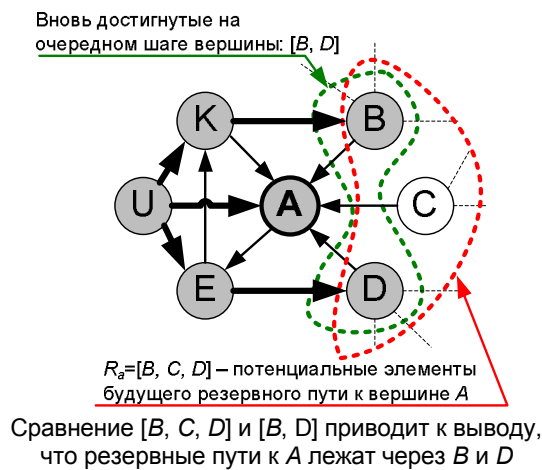 Вновь достигнутые на
очередном шаге вершины: [B, D]
K
B
U
A
C
E
D
Ra=[B, C, D] – потенциальные элементы
будущего резервного пути к вершине A
Сравнение [B, C, D] и [B, D] приводит к выводу,
что резервные пути к A лежат через B и D